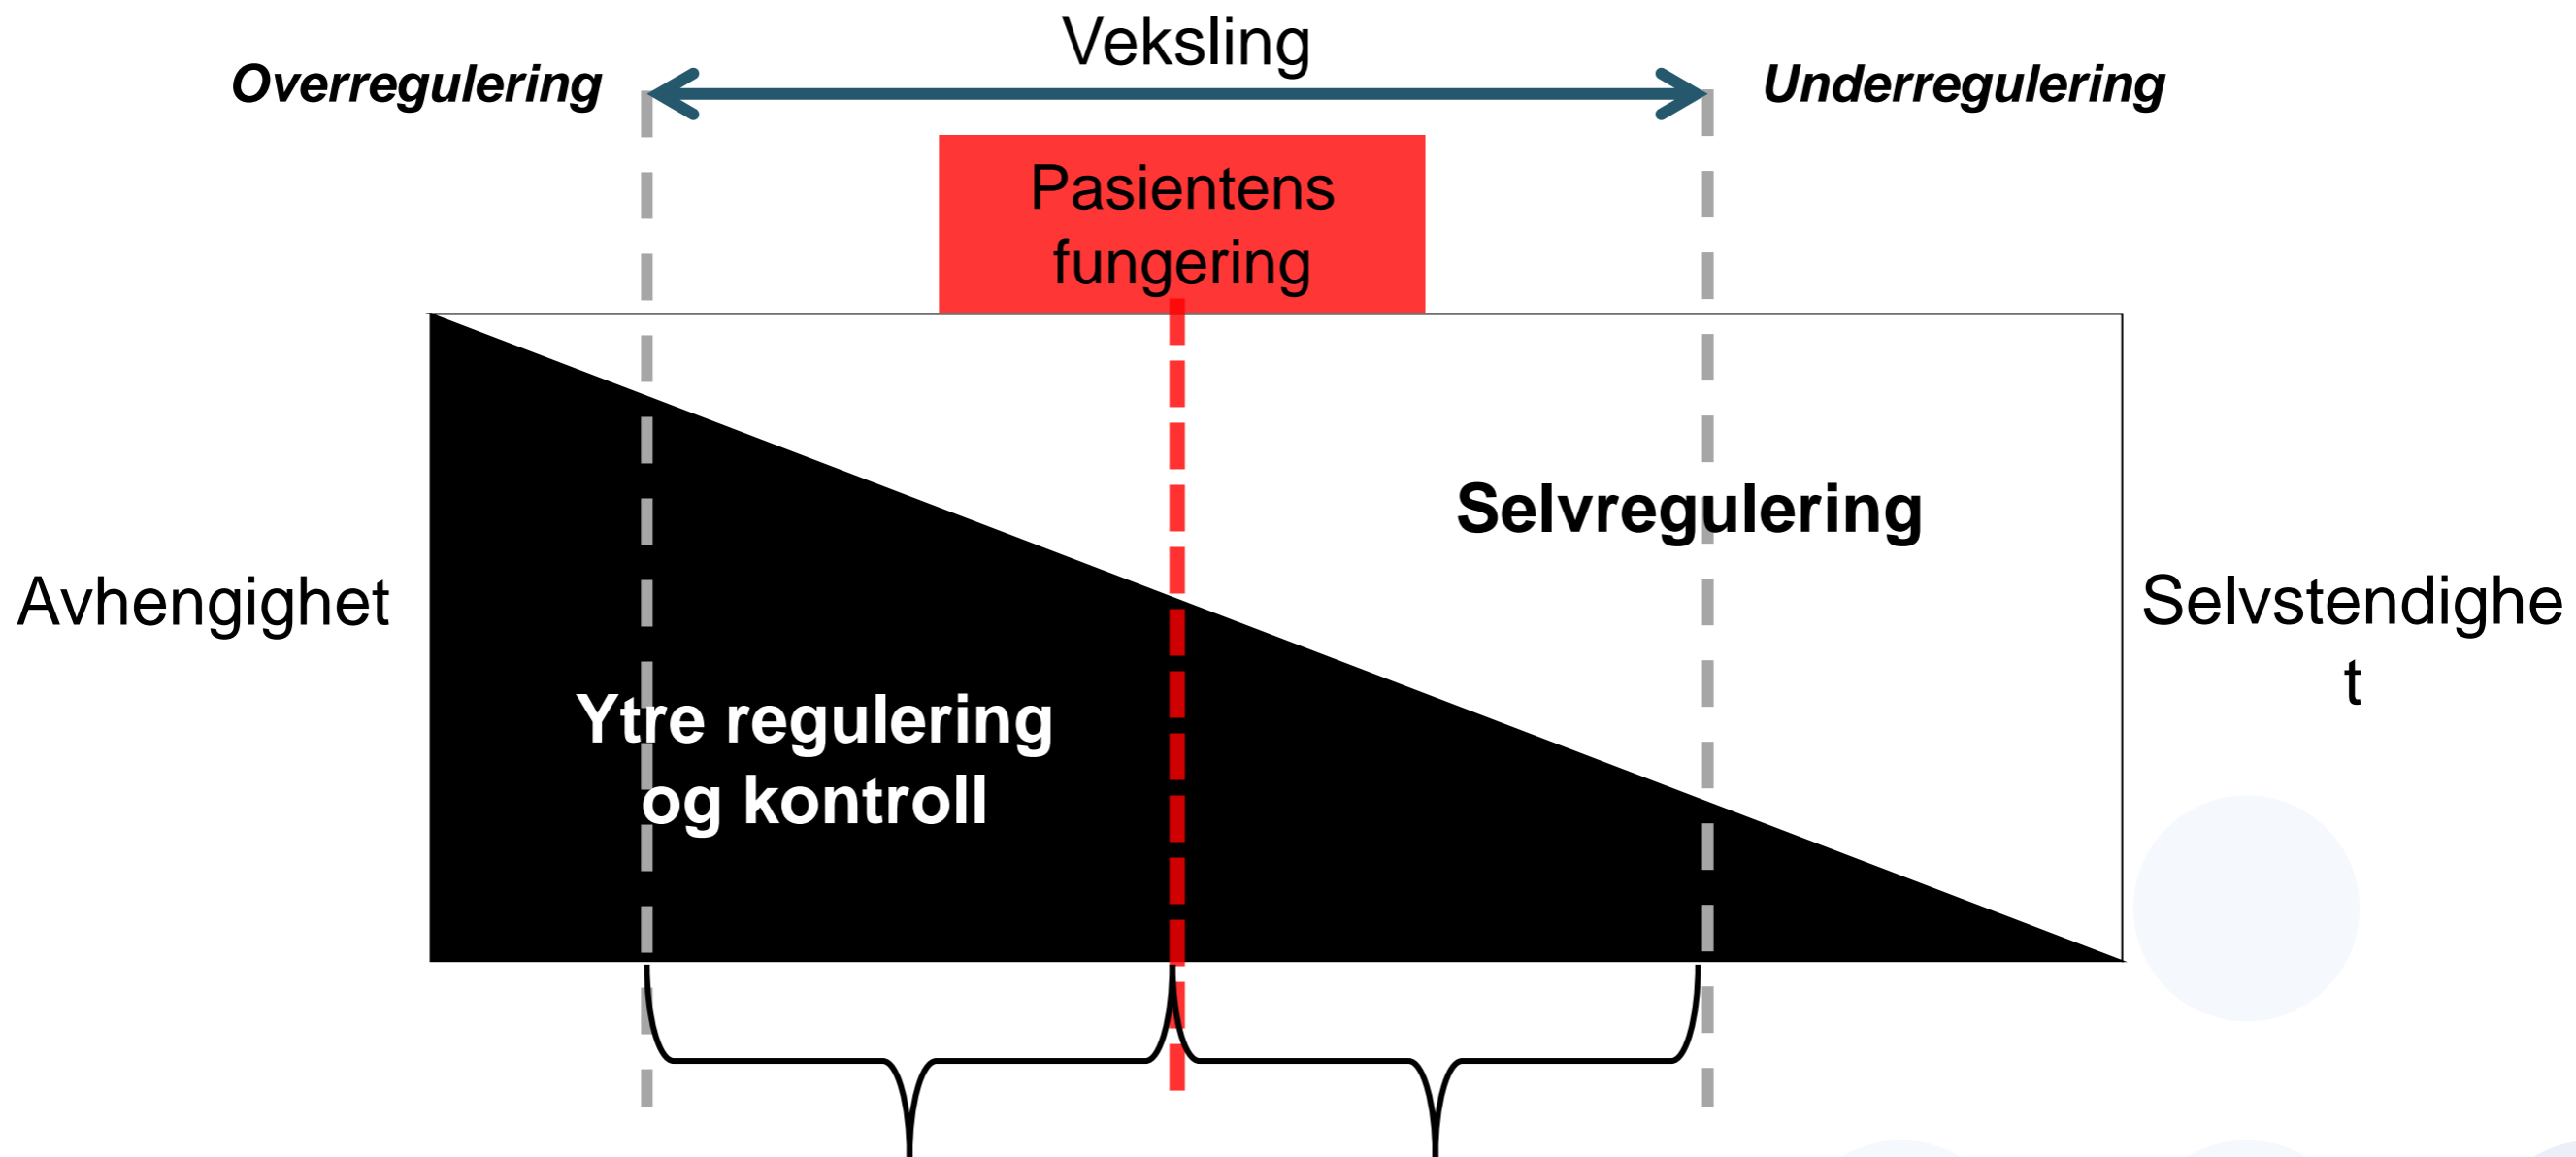 Veksling
Overregulering
Underregulering
Pasientens
fungering
Selvregulering
Avhengighet
Selvstendighe
t
Ytre regulering
og kontroll